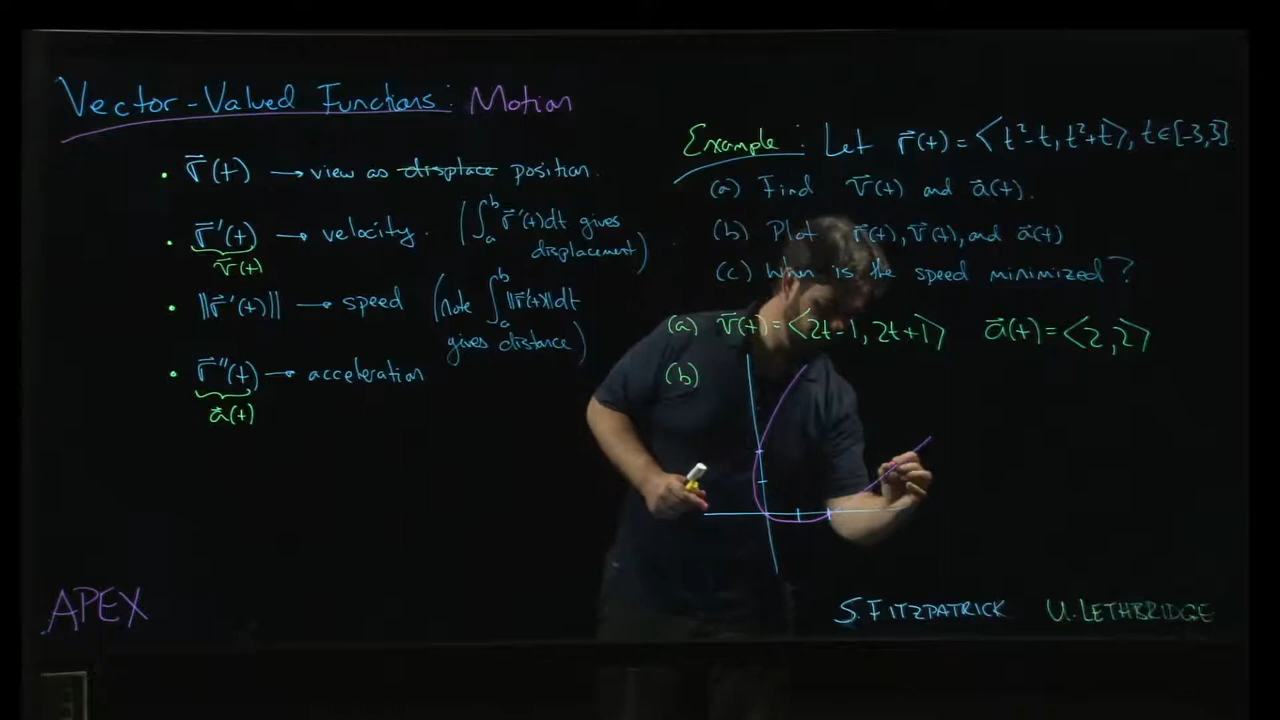 Vector-Valued Functions: Motion
• r⃗(t) → view as displace position.
• r⃗'(t) → velocity. (∫_a^b r⃗'(t)dt gives displacement)
v⃗(t)
• ||r⃗'(t)|| → speed (note ∫_a^b ||r⃗'(t)||dt gives distance)
• r⃗''(t) → acceleration
a⃗(t)
Example: Let r⃗(t) = ⟨t²-t, t²+t⟩, t∈[-3,3].
(a) Find v⃗(t) and a⃗(t).
(b) Plot r⃗(t), v⃗(t), and a⃗(t)
(c) When is the speed minimized?
(a) v⃗(t) = ⟨2t-1, 2t+1⟩ a⃗(t) = ⟨2,2⟩
(b)
APEX
S. FITZPATRICK U. LETHBRIDGE